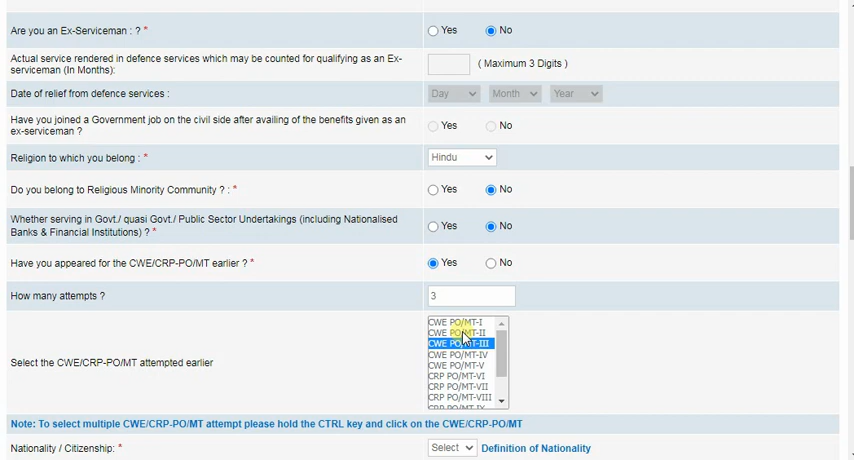 Are you an Ex-Serviceman : ? * Yes No
Actual service rendered in defence services which may be counted for qualifying as an Ex-
serviceman (In Months): ( Maximum 3 Digits )
Date of relief from defence services : Day Month Year
Have you joined a Government job on the civil side after availing of the benefits given as an
ex-serviceman ? Yes No
Religion to which you belong : * Hindu
Do you belong to Religious Minority Community ? : * Yes No
Whether serving in Govt./ quasi Govt./ Public Sector Undertakings (including Nationalised
Banks & Financial Institutions) ? * Yes No
Have you appeared for the CWE/CRP-PO/MT earlier ? * Yes No
How many attempts ? 3
CWE PO/MT-I
CWE PO/MT-II
CWE PO/MT-III
CWE PO/MT-IV
Select the CWE/CRP-PO/MT attempted earlier
CWE PO/MT-V
CRP PO/MT-VI
CRP PO/MT-VII
CRP PO/MT-VIII
CRP PO/MT-IX
Note: To select multiple CWE/CRP-PO/MT attempt please hold the CTRL key and click on the CWE/CRP-PO/MT
Nationality / Citizenship: * Select Definition of Nationality